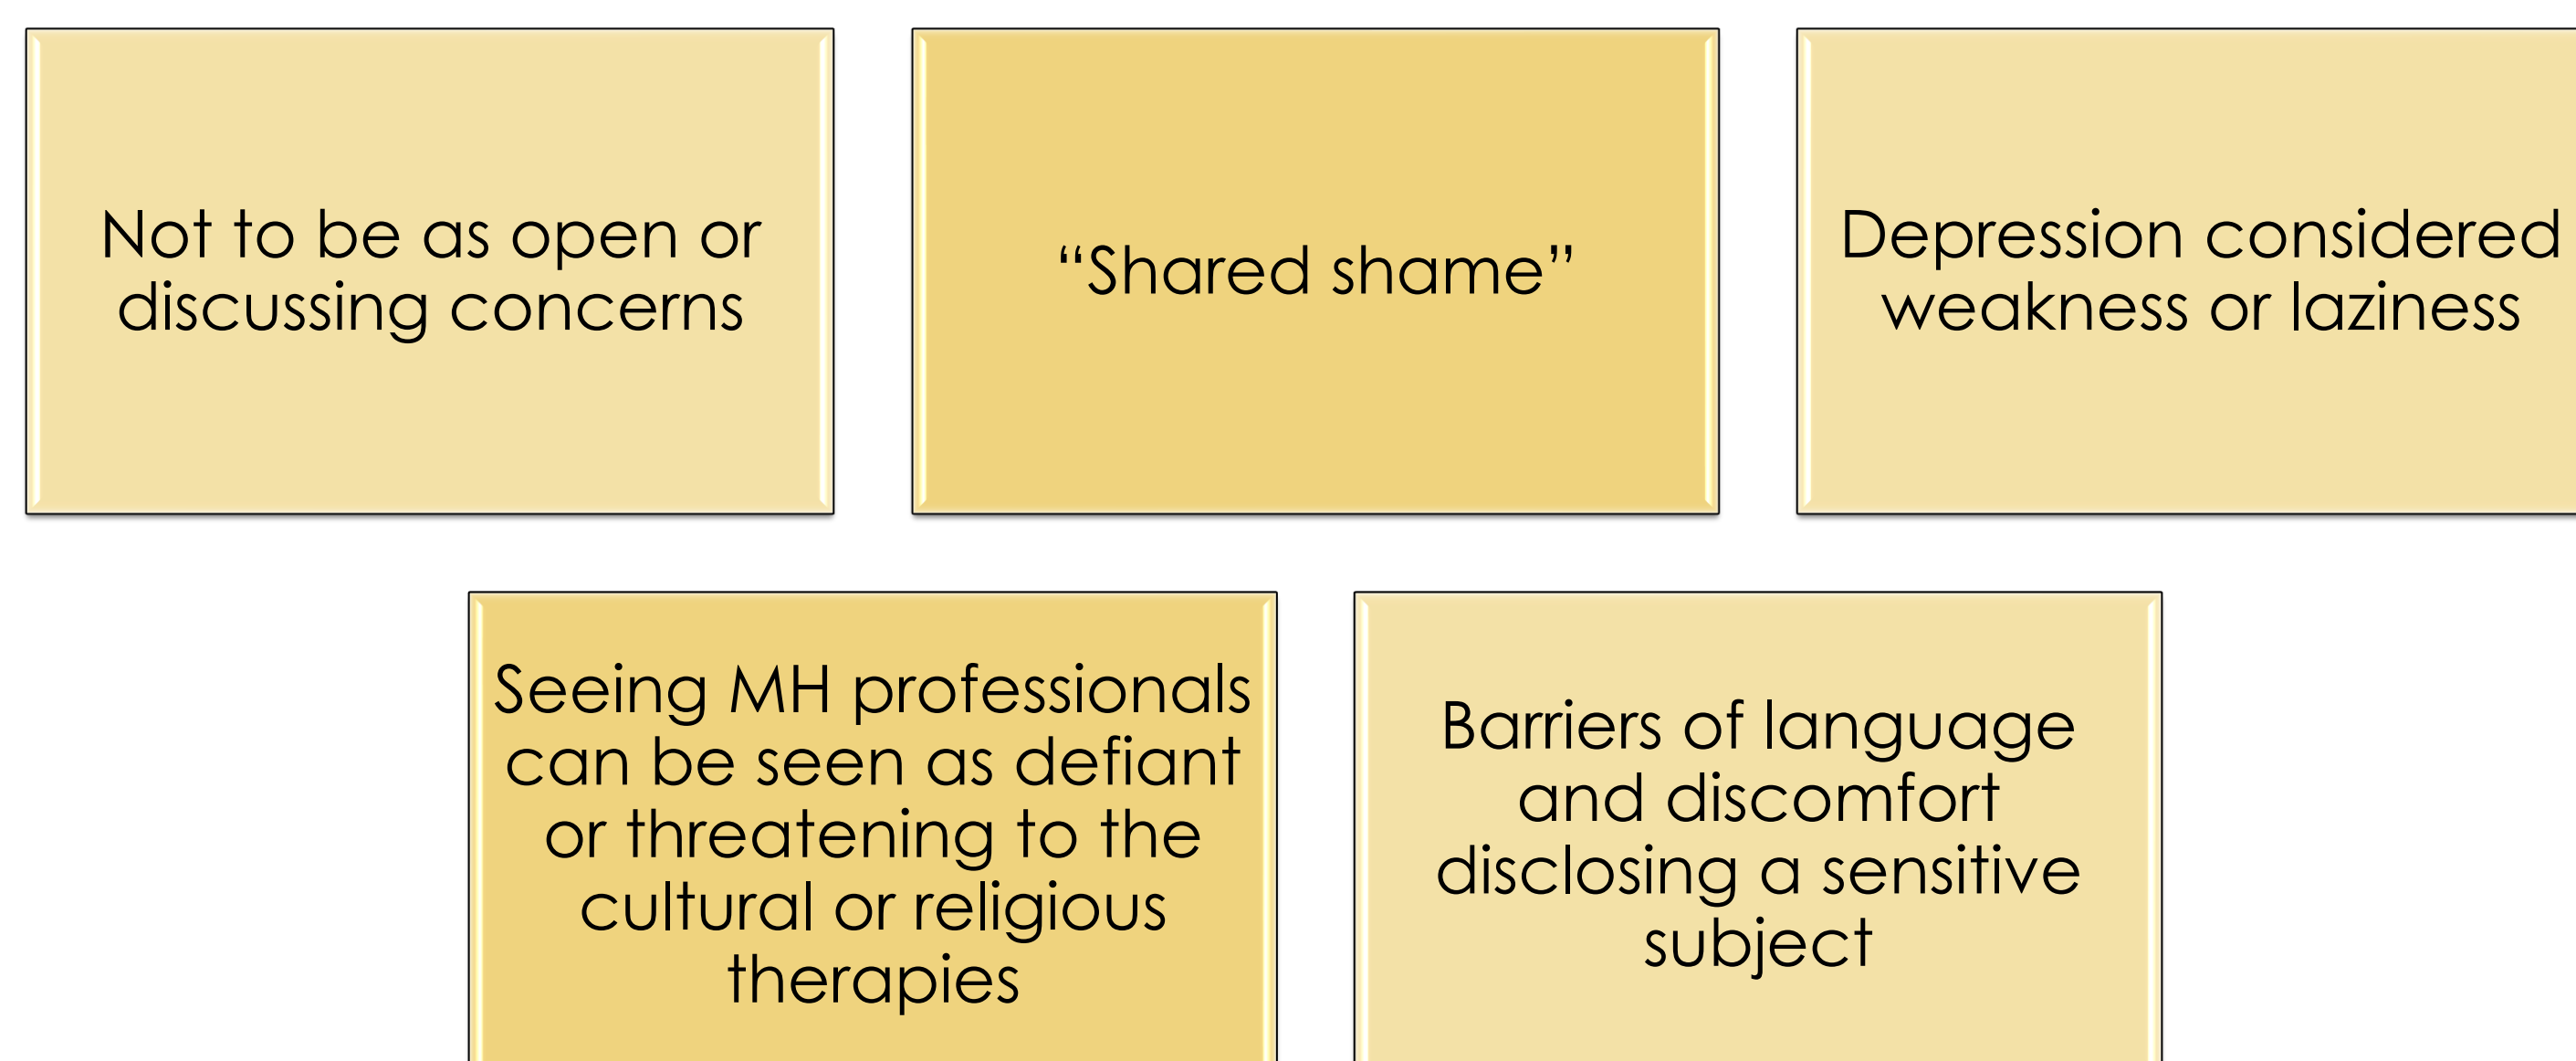 Not to be as open or
discussing concerns
“Shared shame”
Depression considered
weakness or laziness
Seeing MH professionals
can be seen as defiant
or threatening to the
cultural or religious
therapies
Barriers of language
and discomfort
disclosing a sensitive
subject